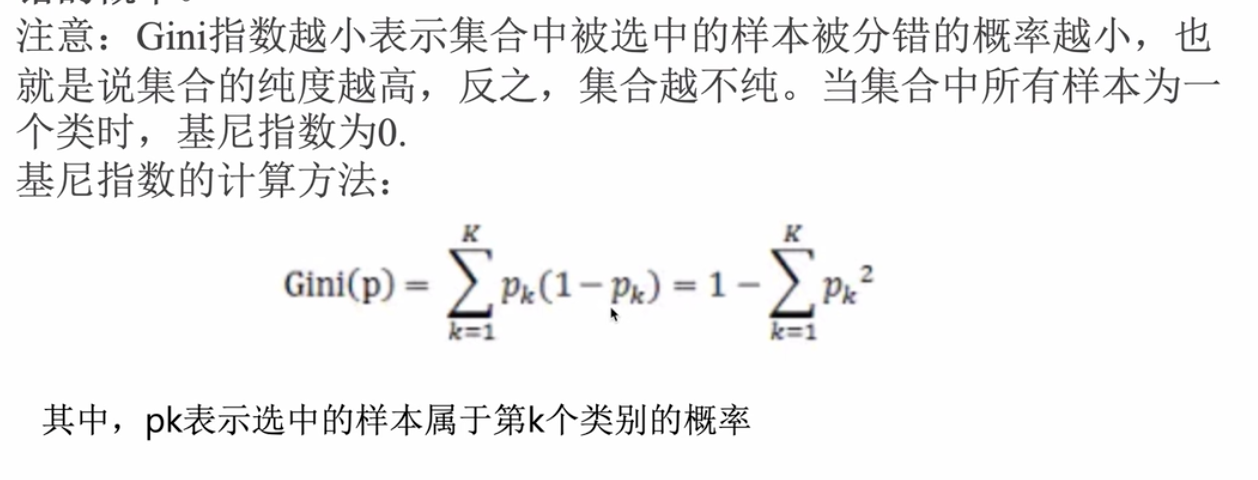 注意：Gini指数越小表示集合中被选中的样本被分错的概率越小，也
就是说集合的纯度越高，反之，集合越不纯。当集合中所有样本为一
个类时，基尼指数为0.
基尼指数的计算方法：
Gini(p) = \sum_{k=1}^{K} p_k(1 - p_k) = 1 - \sum_{k=1}^{K} p_k^2
其中，pk表示选中的样本属于第k个类别的概率